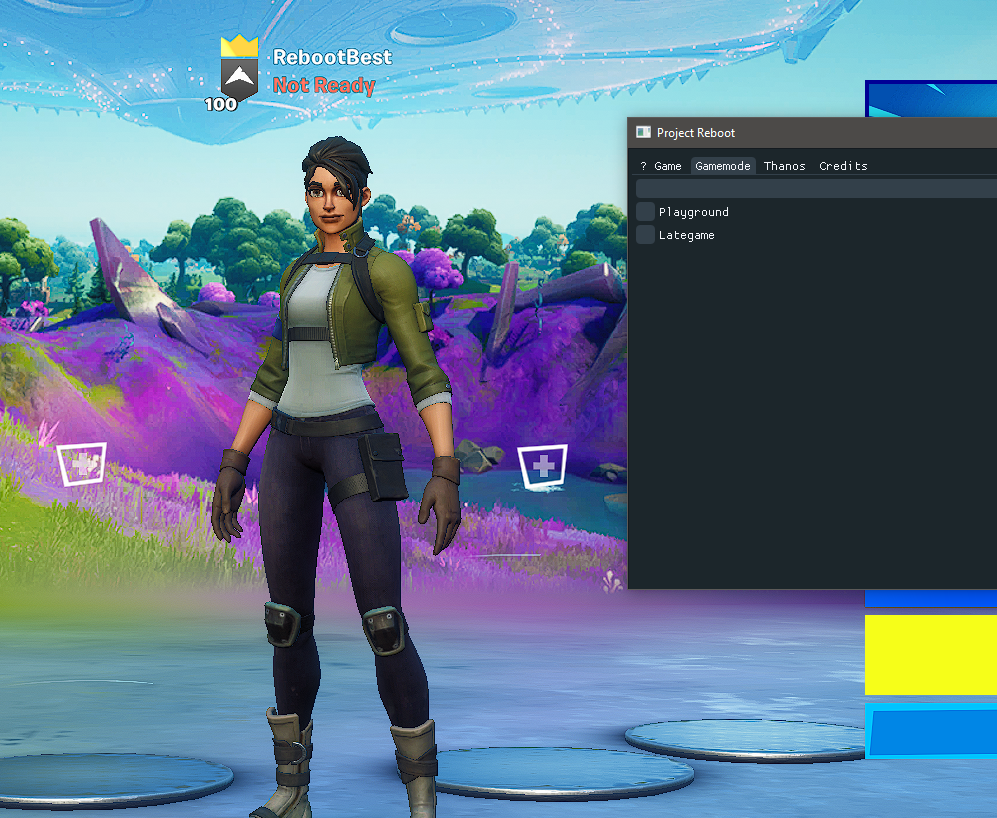 RebootBest
Not Ready
100
Project Reboot
? Game Gamemode Thanos Credits
Playground
Lategame